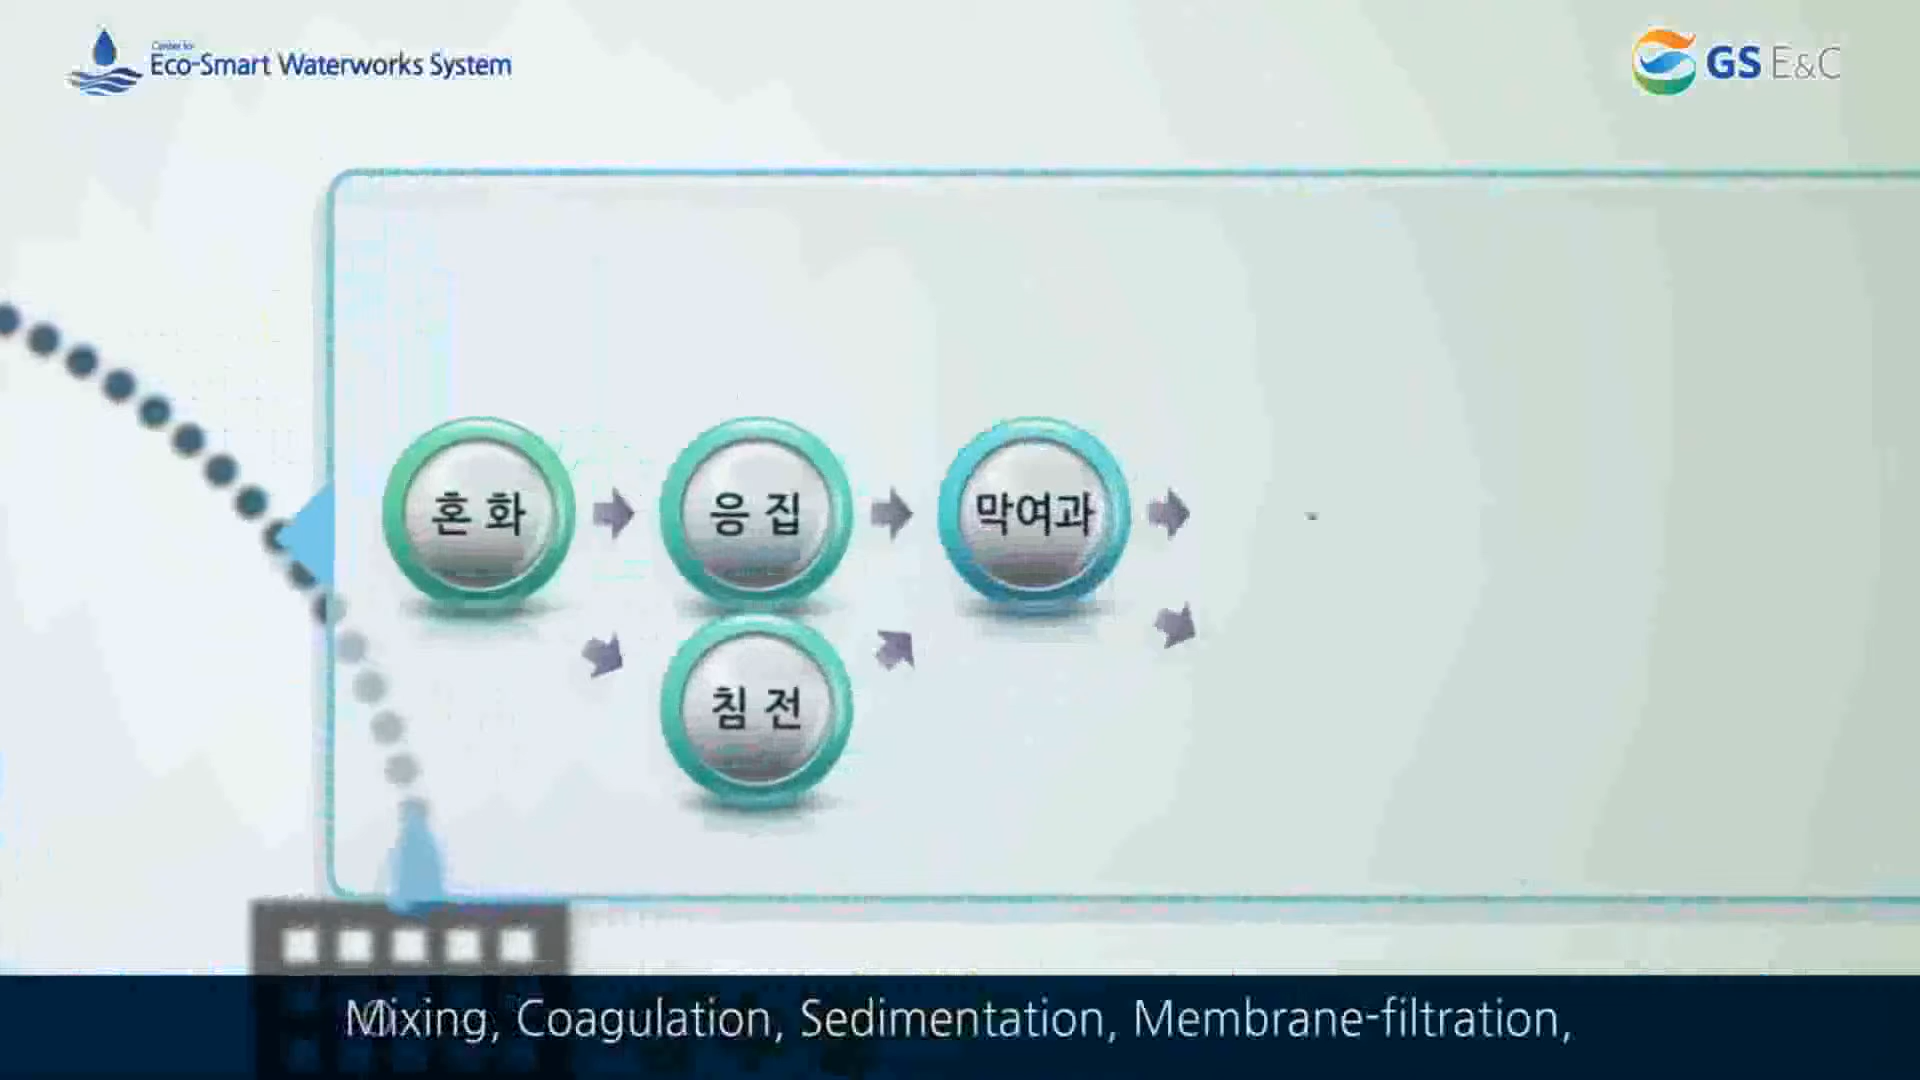 Center for
Eco-Smart Waterworks System
GS E&C
혼 화
응 집
막여과
침 전
Mixing, Coagulation, Sedimentation, Membrane-filtration,